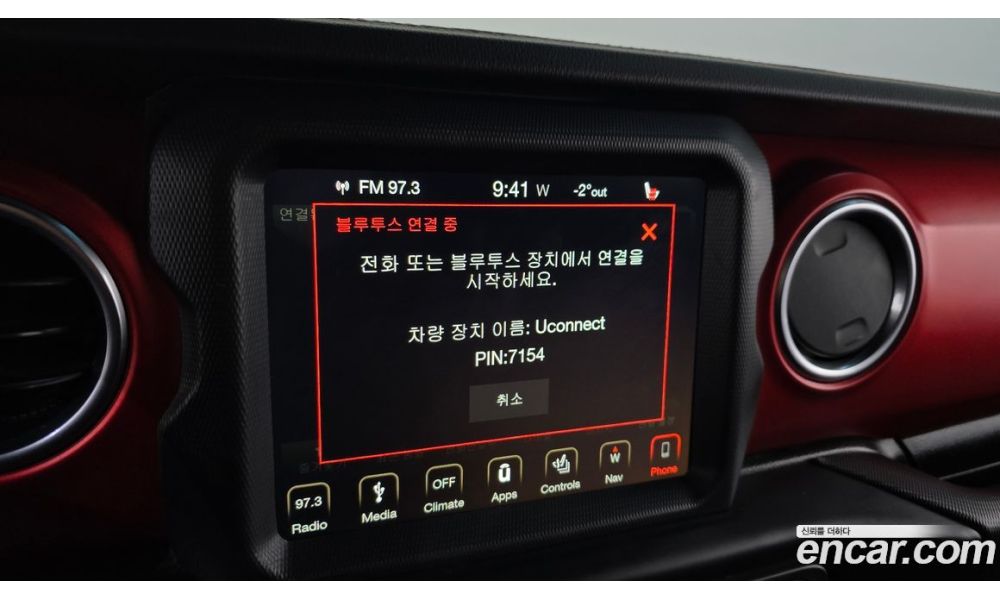 FM 97.3 9:41 W -2°out
연결
블루투스 연결 중
전화 또는 블루투스 장치에서 연결을
시작하세요.
차량 장치 이름: Uconnect
PIN:7154
취소
97.3 OFF W
Radio Media Climate Apps Controls Nav Phone
신뢰를 더하다
encar.com